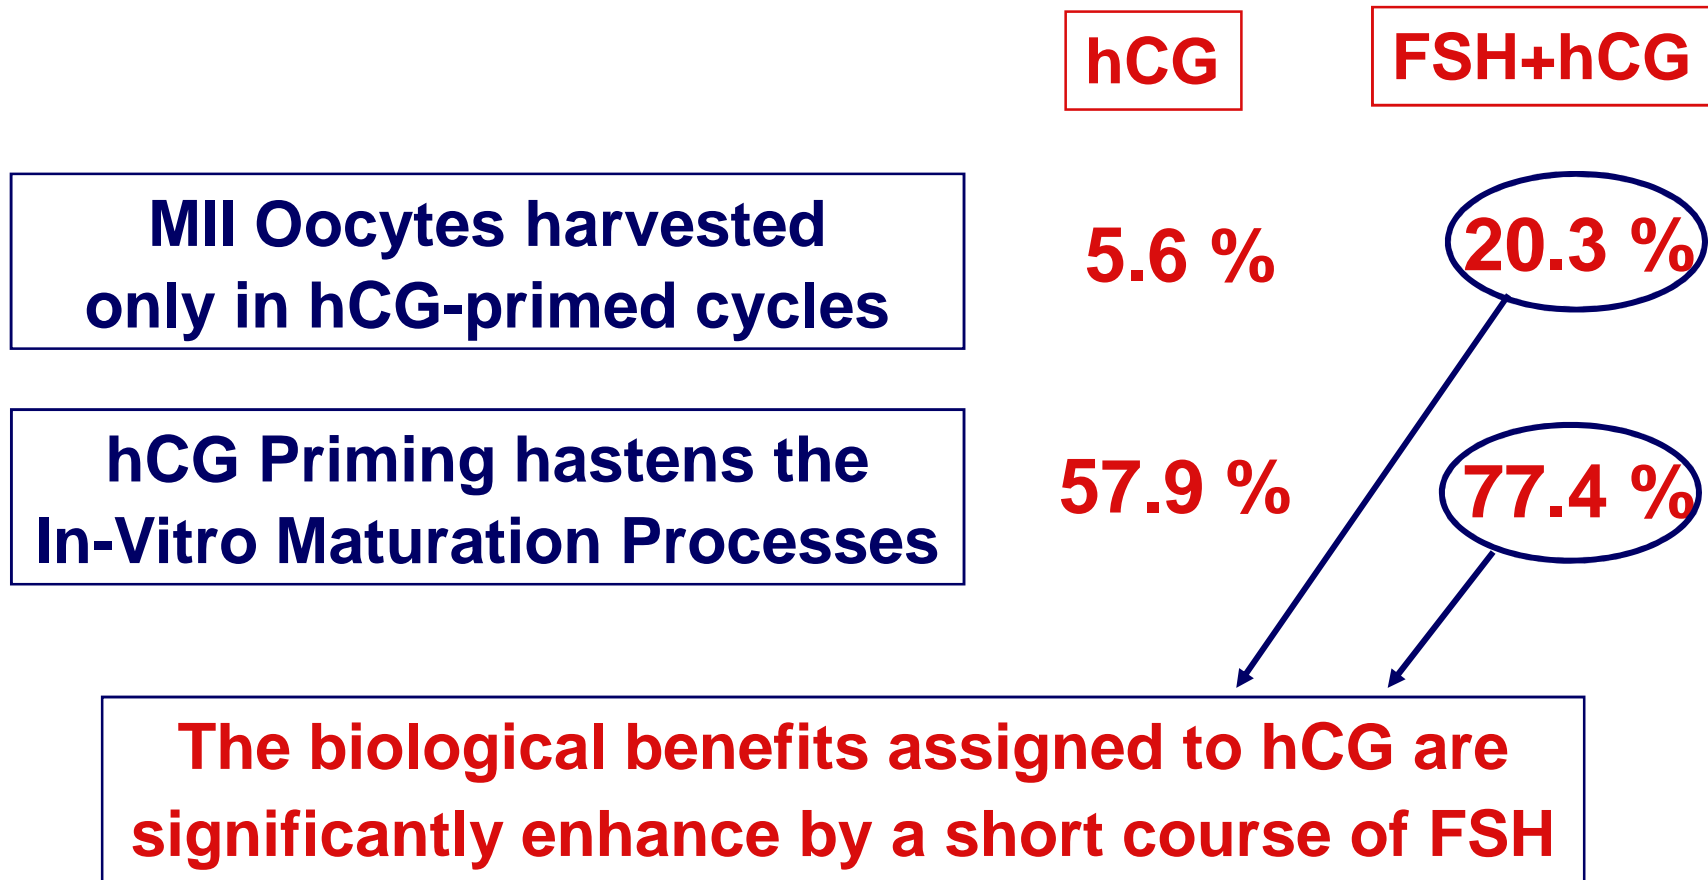 hCG FSH+hCG
MII Oocytes harvested
only in hCG-primed cycles
5.6 % 20.3 %
hCG Priming hastens the
In-Vitro Maturation Processes
57.9 % 77.4 %
The biological benefits assigned to hCG are
significantly enhance by a short course of FSH